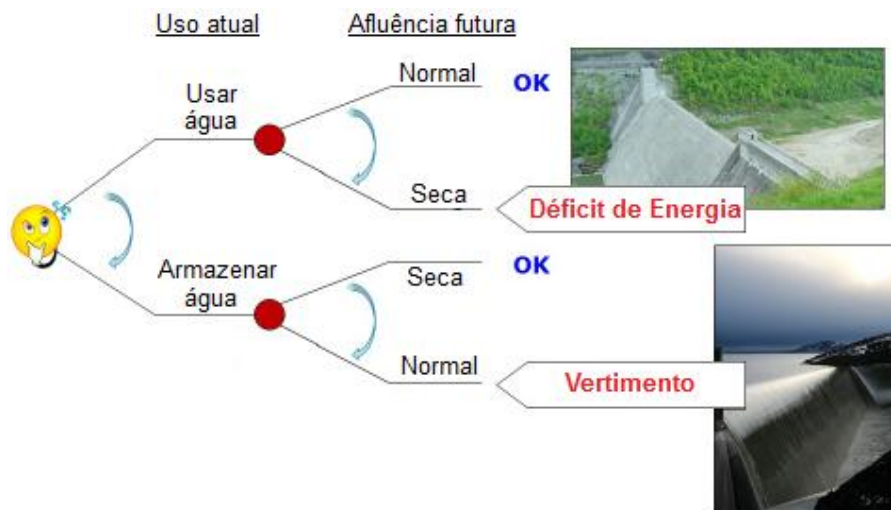 Uso atual
Afluência futura
Normal
OK
Usar
água
Seca
Déficit de Energia
Armazenar
água
Seca
OK
Normal
Vertimento